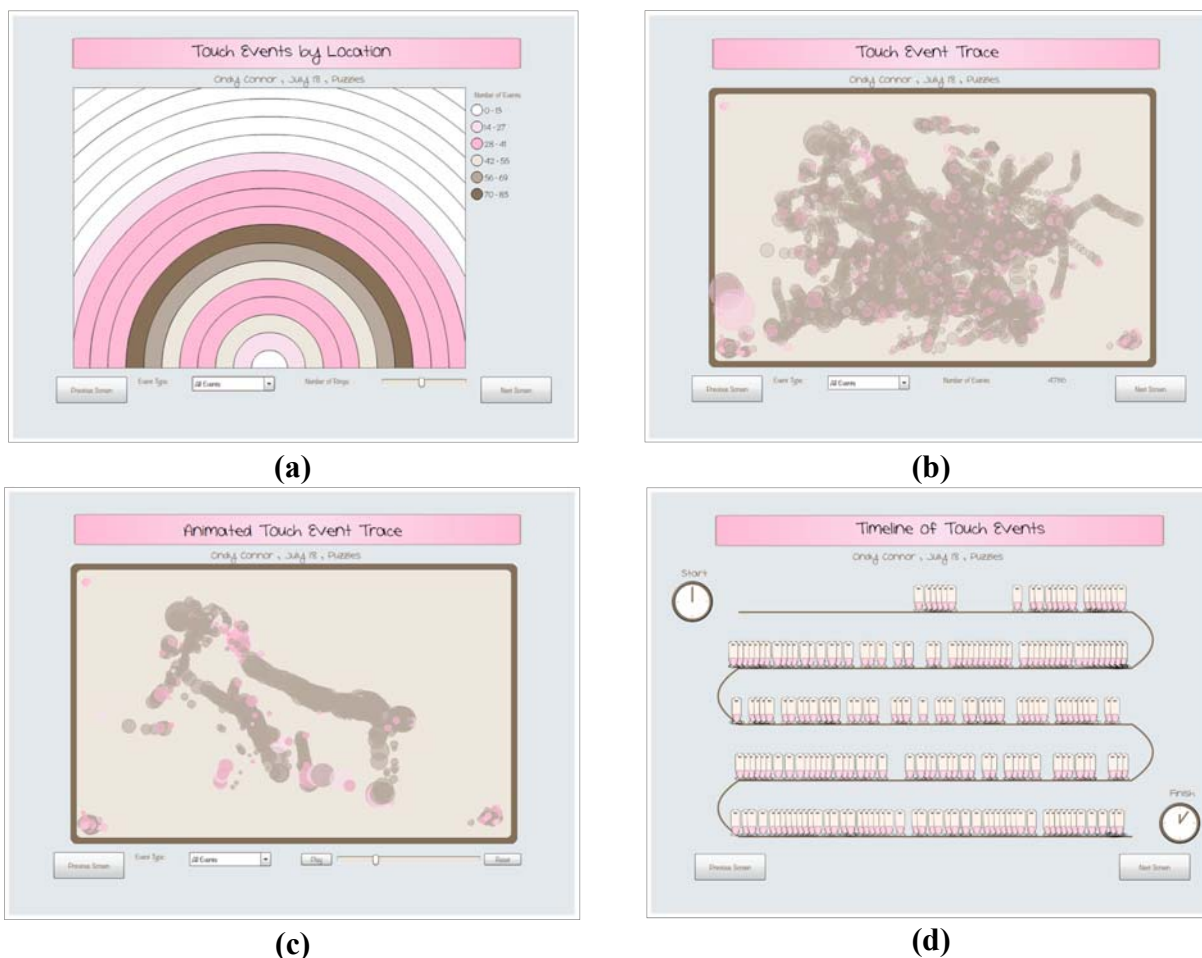 Touch Events by Location
Cindy Connor , July 18 , Puzzles
Number of Events
0 - 13
14 - 27
28 - 41
42 - 55
56 - 69
70 - 83
Previous Screen
Event Type:
All Events
Number of Rings:
Next Screen
(a)
Touch Event Trace
Cindy Connor , July 18 , Puzzles
Previous Screen
Event Type:
All Events
Number of Events:
Next Screen
(b)
Animated Touch Event Trace
Cindy Connor , July 18 , Puzzles
Previous Screen
Event Type:
All Events
Play
Reset
Next Screen
(c)
Timeline of Touch Events
Cindy Connor , July 18 , Puzzles
Start
Finish
Previous Screen
Next Screen
(d)